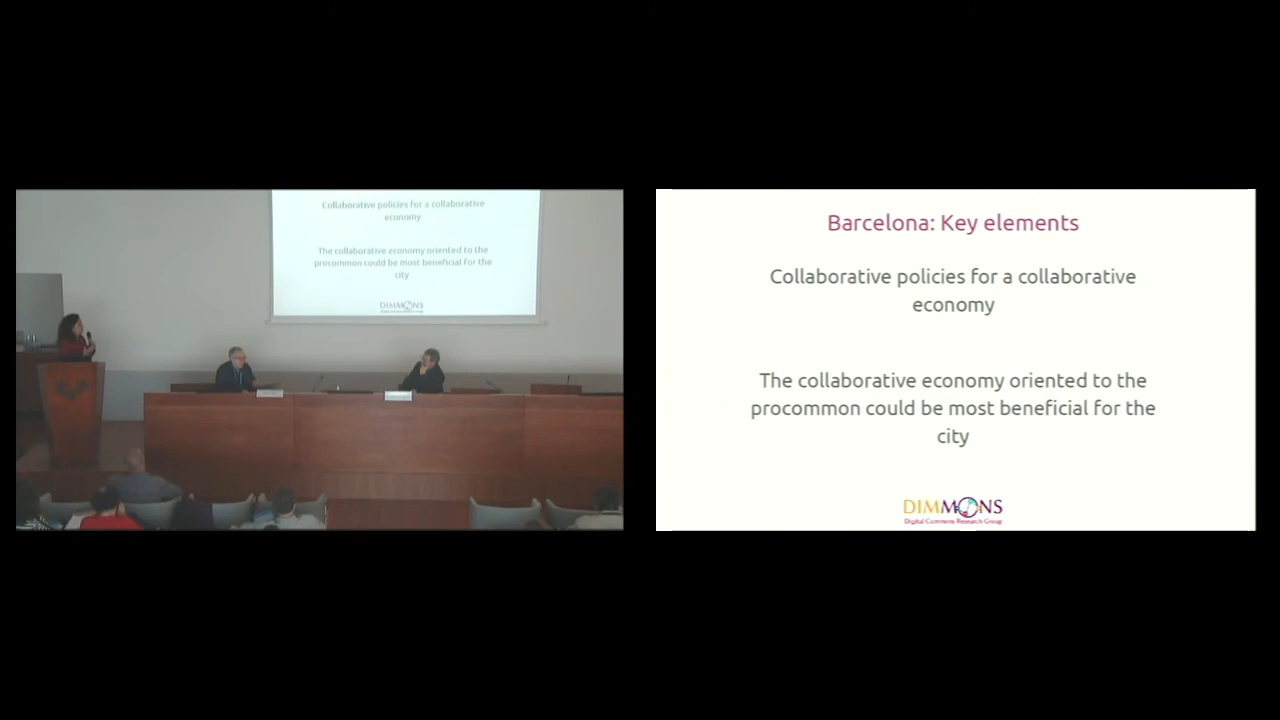 Collaborative policies for a collaborative
economy
The collaborative economy oriented to the
procommon could be most beneficial for the
city
DIMMONS
Barcelona: Key elements
Collaborative policies for a collaborative
economy
The collaborative economy oriented to the
procommon could be most beneficial for the
city
DIMMONS
Digital Commons Research Group